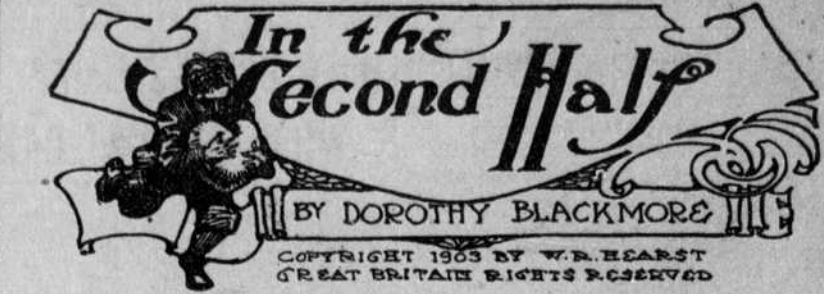 In the
Second Half
BY DOROTHY BLACKMORE
COPYRIGHT 1903 BY W. R. HEARST
GREAT BRITAIN RIGHTS RESERVED